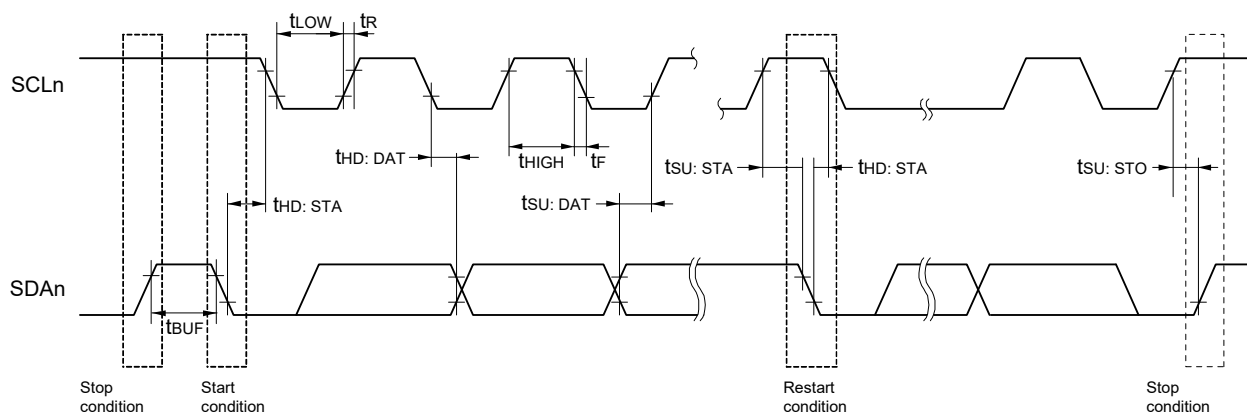 tLOW
tR
SCLn
tHD: DAT
tHIGH
tF
tSU: STA
tHD: STA
tSU: STO
tHD: STA
tSU: DAT
SDAn
tBUF
Stop
condition
Start
condition
Restart
condition
Stop
condition